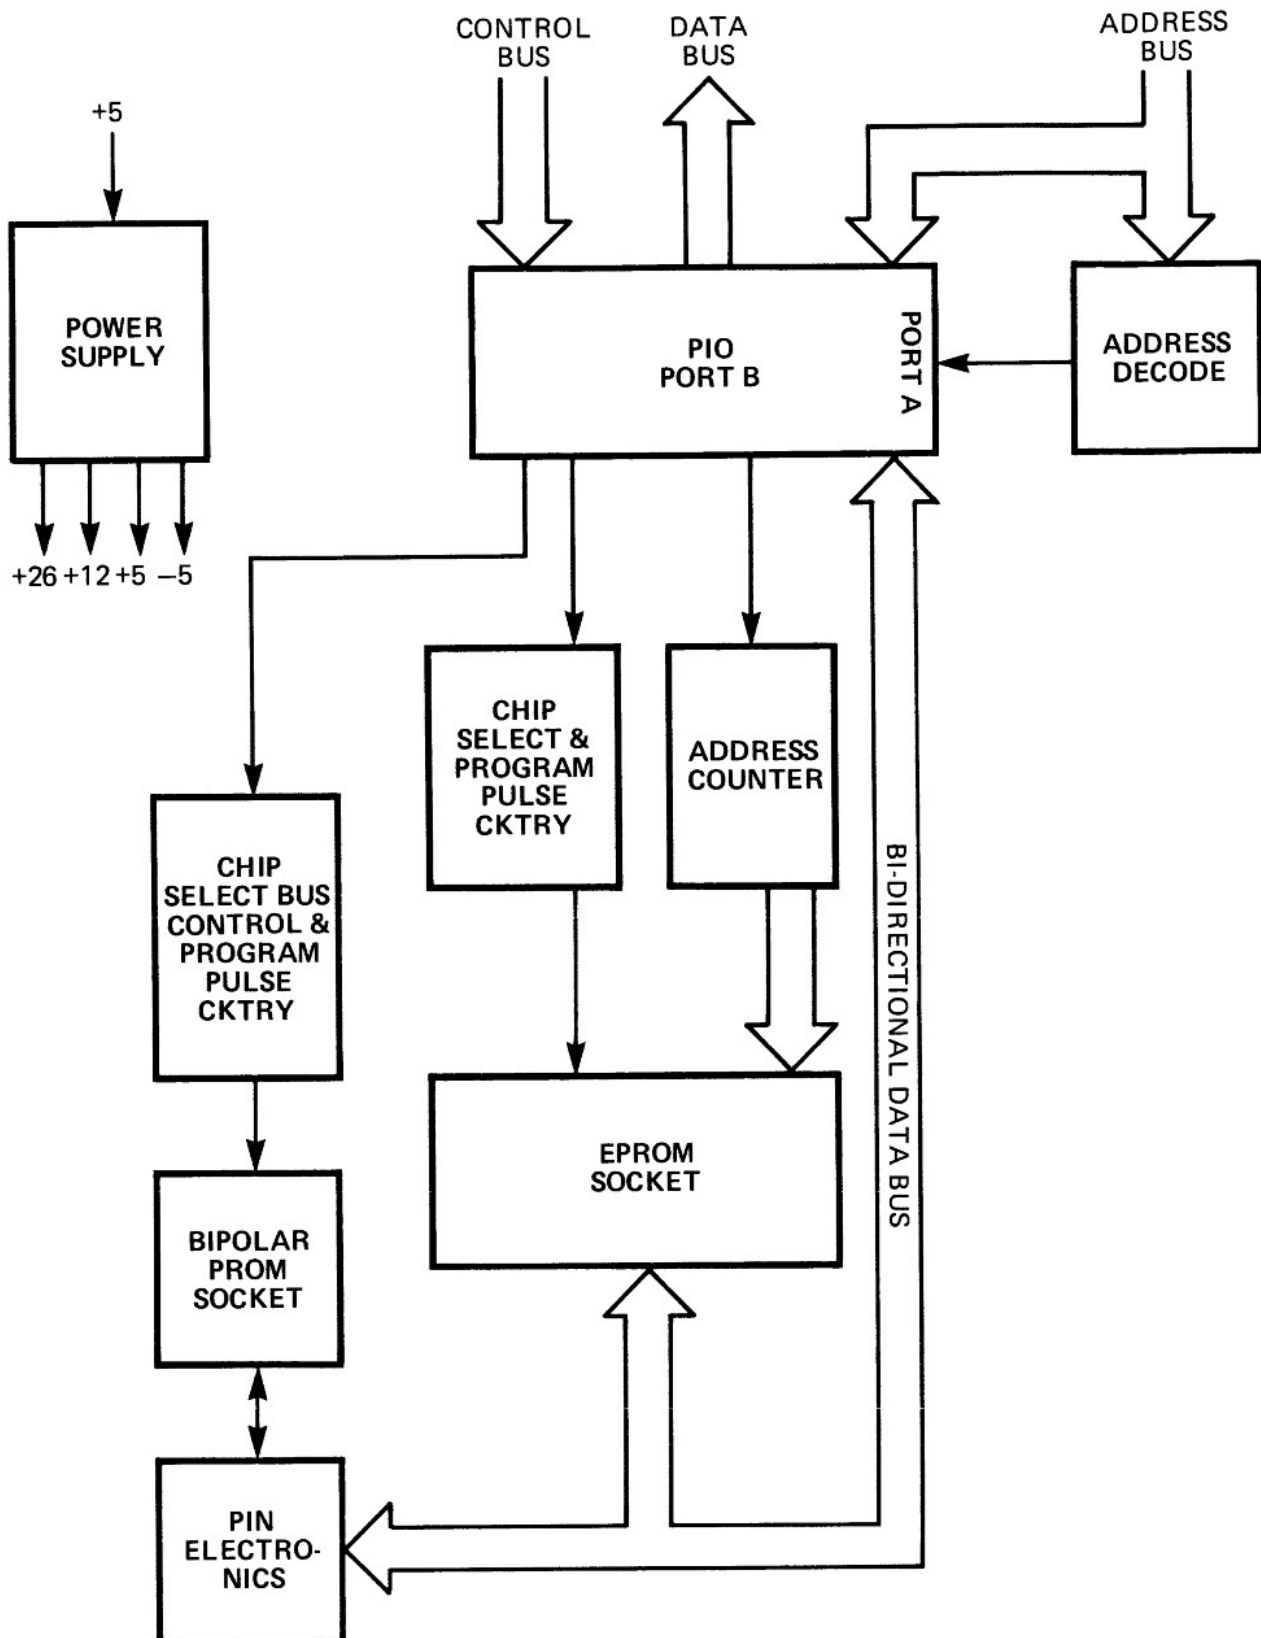 CONTROL
BUS
DATA
BUS
ADDRESS
BUS
+5
POWER
SUPPLY
+26 +12 +5 −5
PIO
PORT B
PORT A
ADDRESS
DECODE
CHIP
SELECT &
PROGRAM
PULSE
CKTRY
ADDRESS
COUNTER
CHIP
SELECT BUS
CONTROL &
PROGRAM
PULSE
CKTRY
BI-DIRECTIONAL DATA BUS
EPROM
SOCKET
BIPOLAR
PROM
SOCKET
PIN
ELECTRO-
NICS